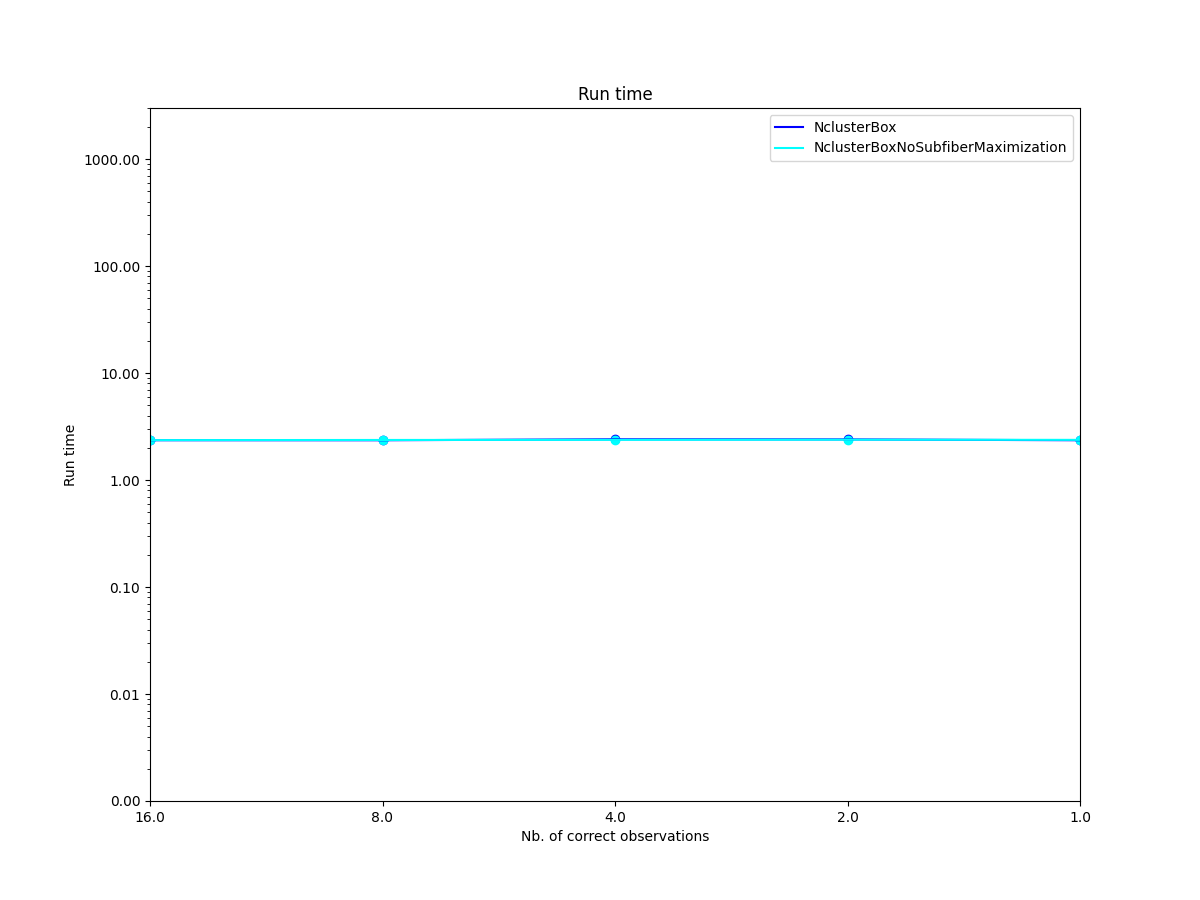 Run time
NclusterBox
NclusterBoxNoSubfiberMaximization
1000.00
100.00
10.00
1.00
0.10
0.01
0.00
Run time
16.0 8.0 4.0 2.0 1.0
Nb. of correct observations